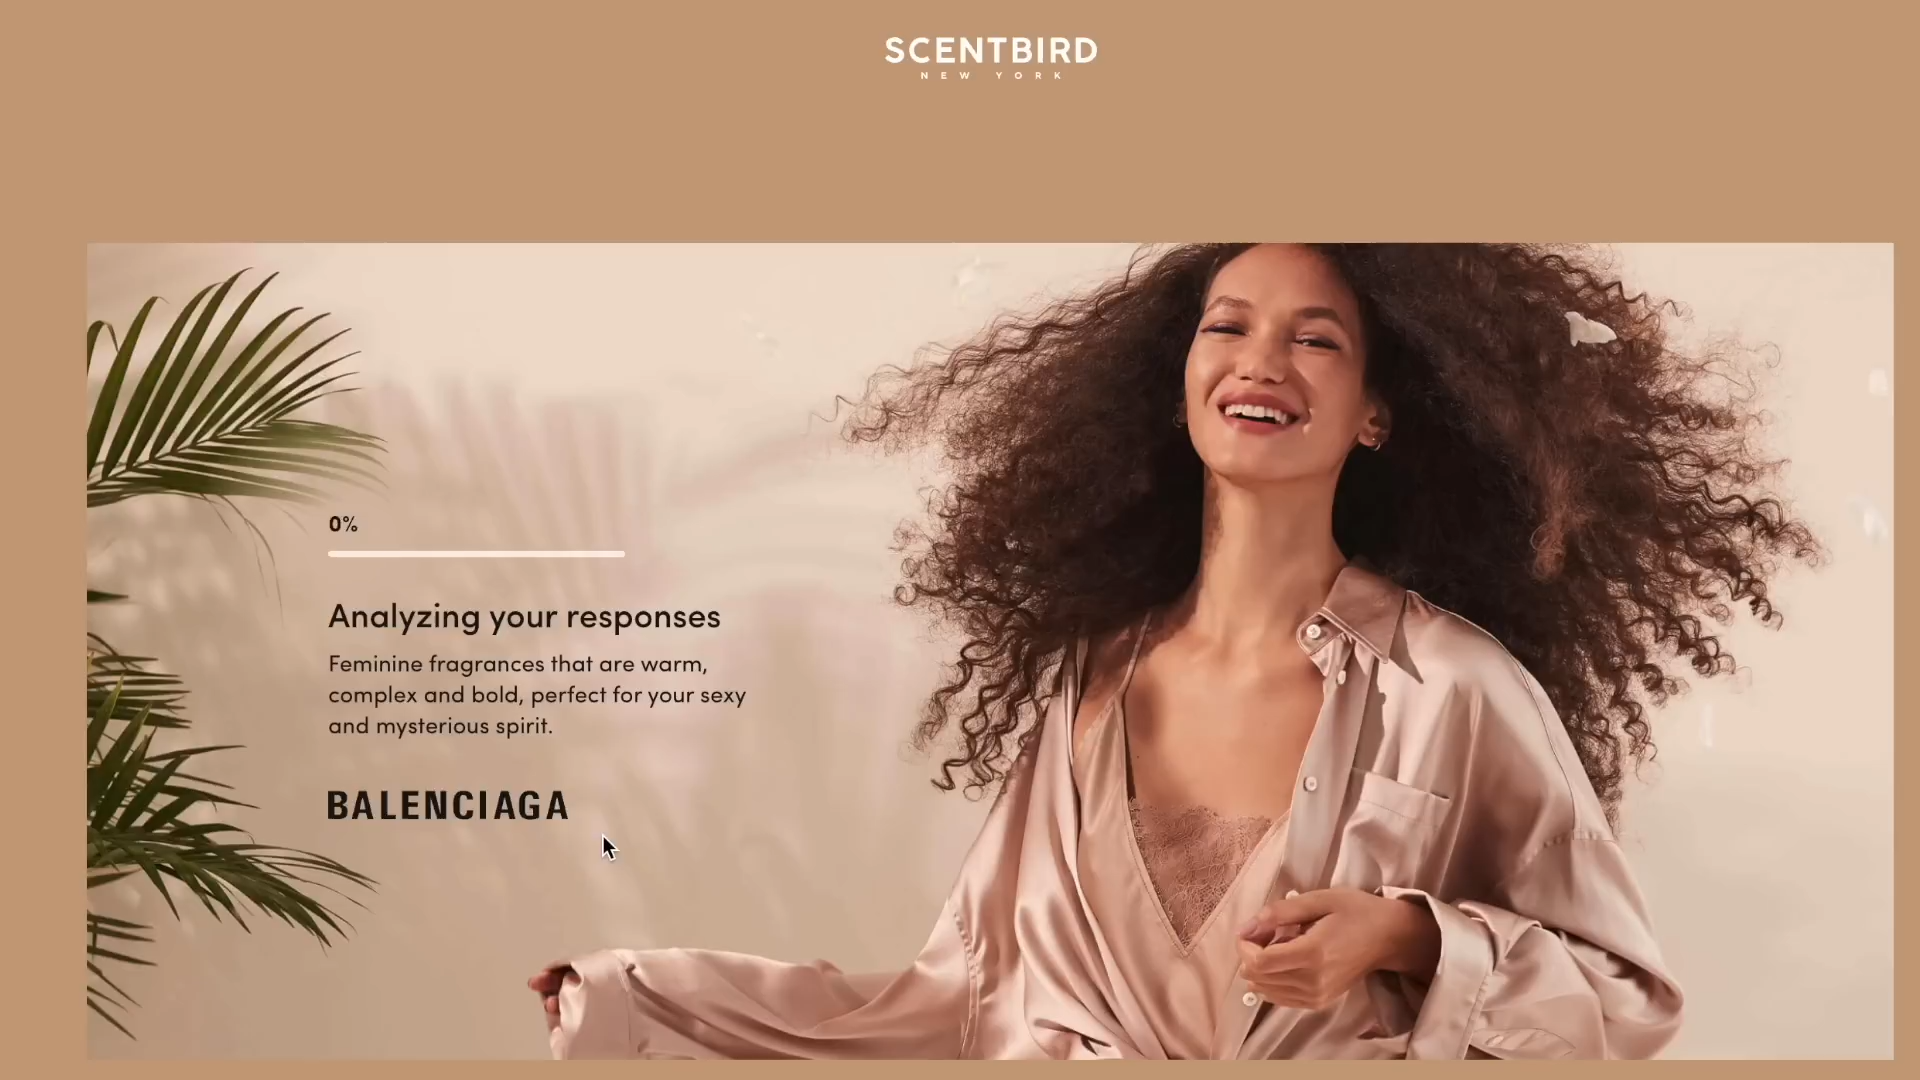 SCENTBIRD
NEW YORK
0%
Analyzing your responses
Feminine fragrances that are warm,
complex and bold, perfect for your sexy
and mysterious spirit.
BALENCIAGA